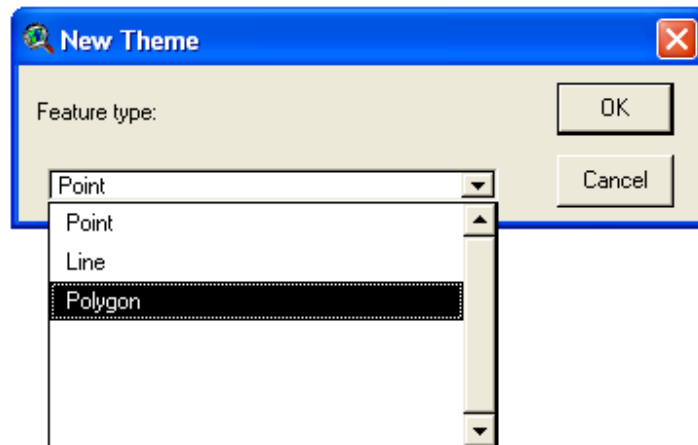 New Theme
Feature type:
OK
Cancel
Point
Point
Line
Polygon